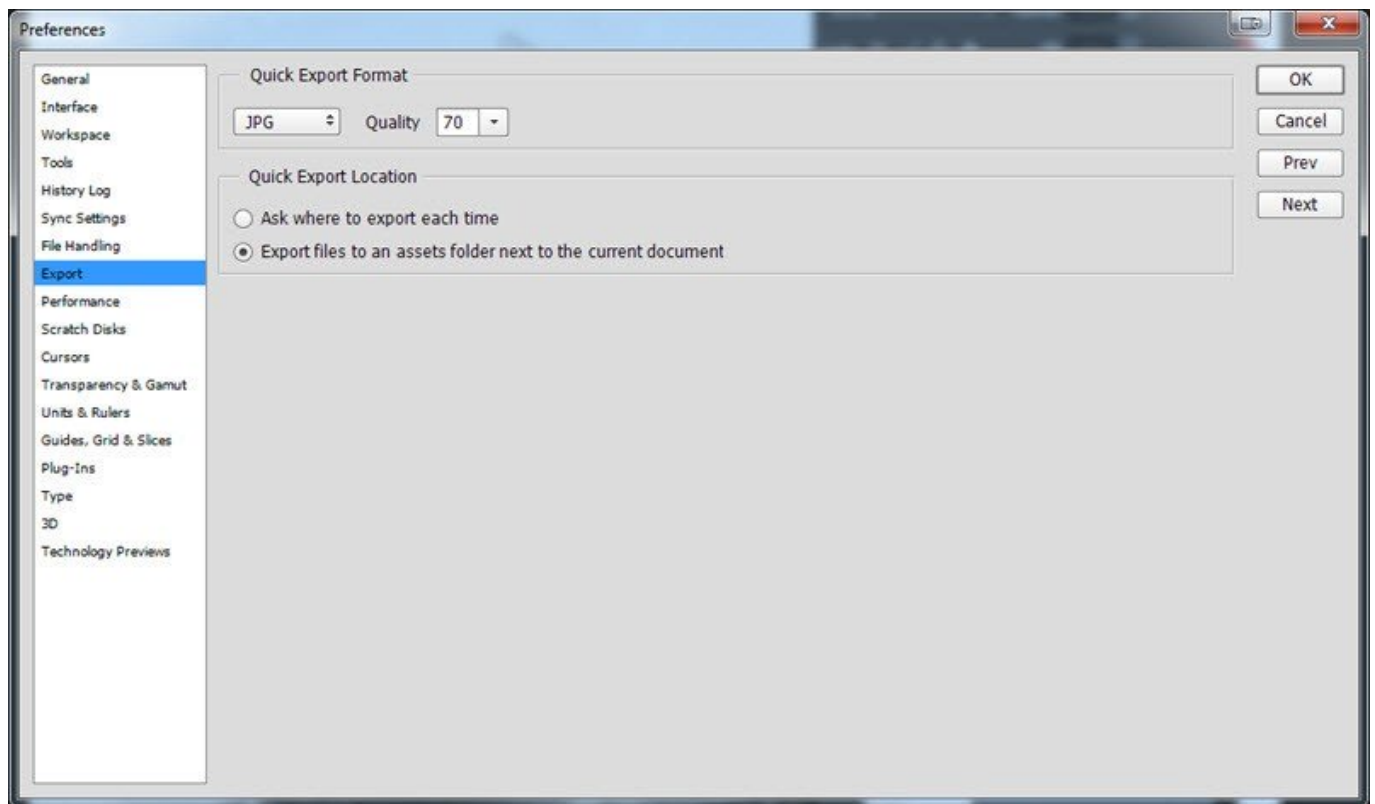 Preferences
General
Interface
Workspace
Tools
History Log
Sync Settings
File Handling
Export
Performance
Scratch Disks
Cursors
Transparency & Gamut
Units & Rulers
Guides, Grid & Slices
Plug-Ins
Type
3D
Technology Previews
Quick Export Format
JPG Quality 70
Quick Export Location
Ask where to export each time
Export files to an assets folder next to the current document
OK
Cancel
Prev
Next